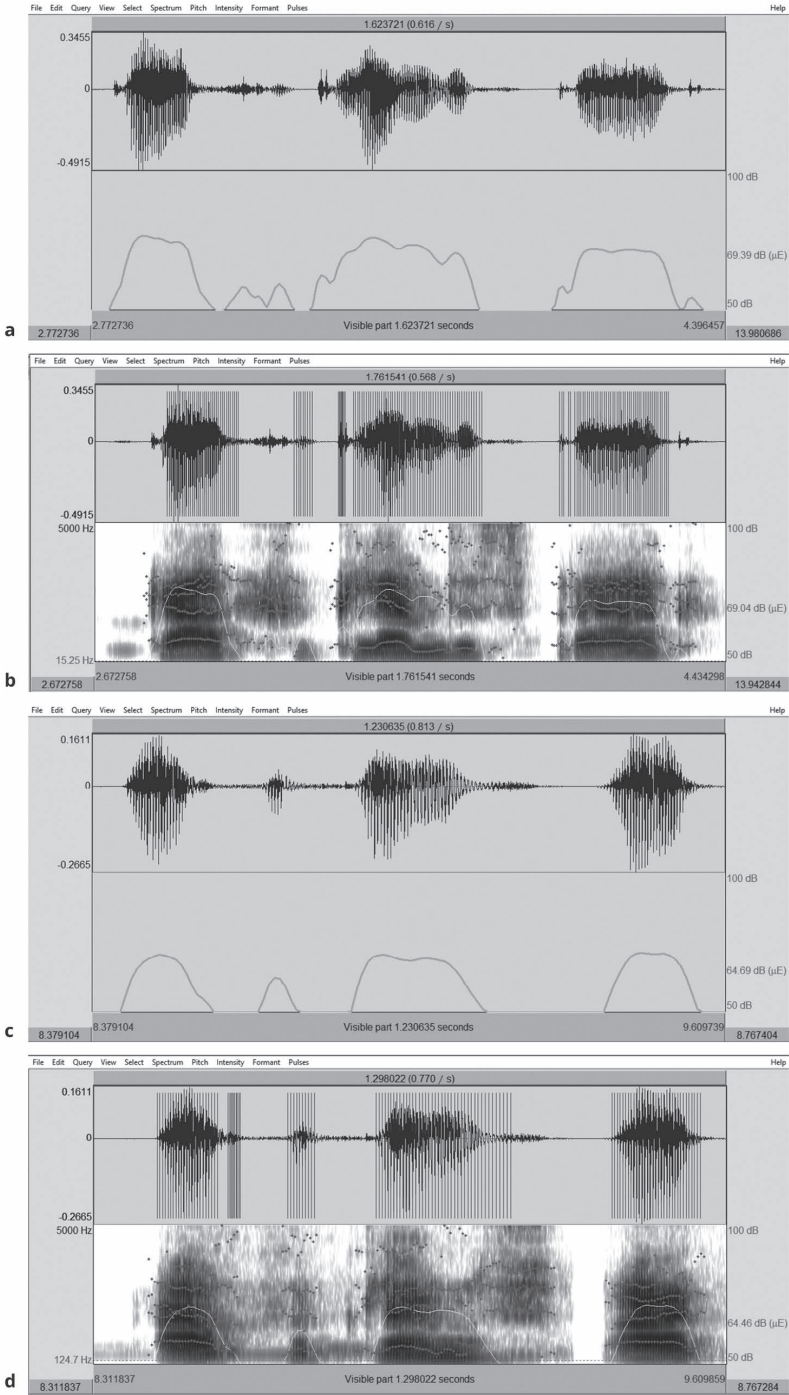 File Edit Query View Select Spectrum Pitch Intensity Formant Pulses Help
1.623721 (0.616 / s)
0.3455
0
-0.4915
100 dB
69.39 dB (µE)
50 dB
a
2.772736
2.772736 Visible part 1.623721 seconds 4.396457
13.980686
File Edit Query View Select Spectrum Pitch Intensity Formant Pulses Help
1.761541 (0.568 / s)
0.3455
0
-0.4915
5000 Hz
100 dB
69.04 dB (µE)
15.25 Hz
50 dB
b
2.672758
2.672758 Visible part 1.761541 seconds 4.434298
13.942844
File Edit Query View Select Spectrum Pitch Intensity Formant Pulses Help
1.230635 (0.813 / s)
0.1611
0
-0.2665
100 dB
64.69 dB (µE)
50 dB
c
8.379104
8.379104 Visible part 1.230635 seconds 9.609739
8.767404
File Edit Query View Select Spectrum Pitch Intensity Formant Pulses Help
1.298022 (0.770 / s)
0.1611
0
-0.2665
5000 Hz
100 dB
64.46 dB (µE)
124.7 Hz
50 dB
d
8.311837
8.311837 Visible part 1.298022 seconds 9.609859
8.767284